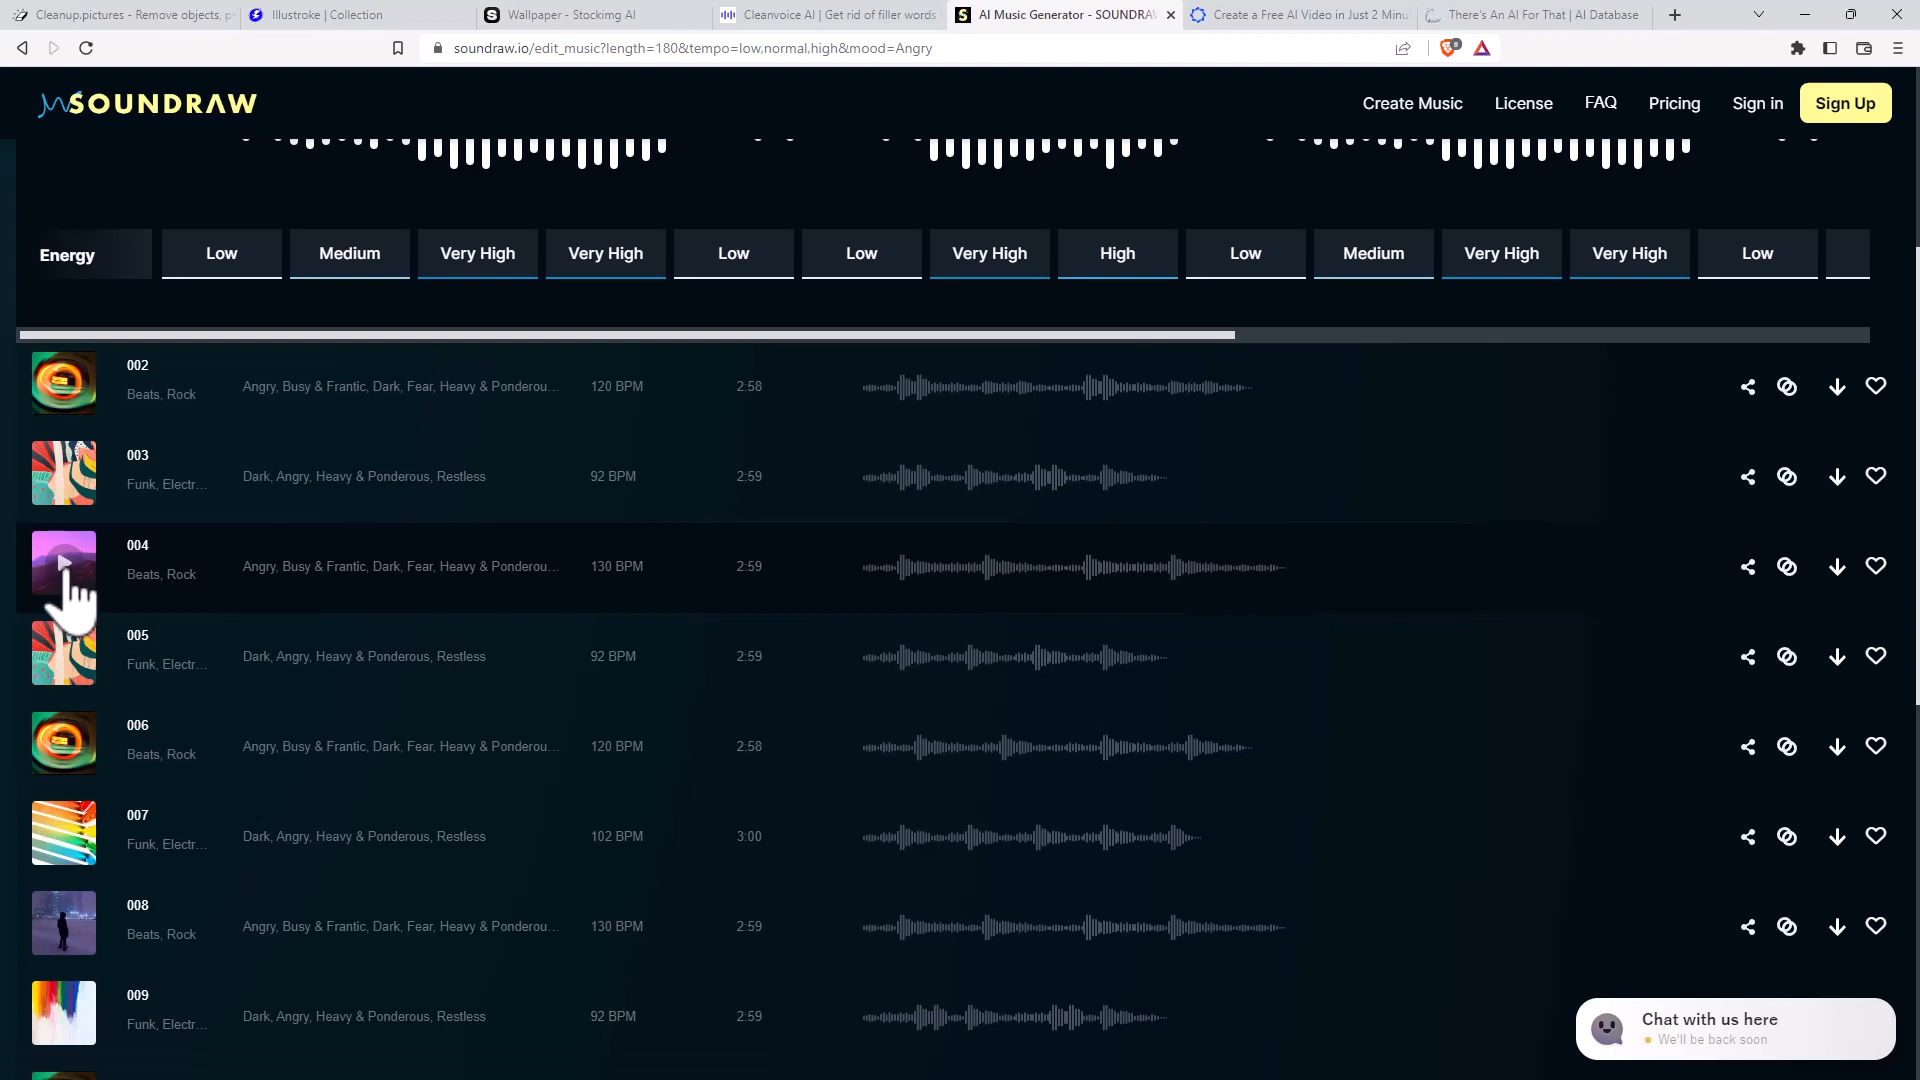 Cleanup.pictures - Remove objects, pe
Illustroke | Collection
Wallpaper - Stockimg AI
Cleanvoice AI | Get rid of filler words
AI Music Generator - SOUNDRAW
Create a Free AI Video in Just 2 Minut
There's An AI For That | AI Database
soundraw.io/edit_music?length=180&tempo=low,normal,high&mood=Angry
8
SOUNDRAW
Create Music
License
FAQ
Pricing
Sign in
Sign Up
Energy Low Medium Very High Very High Low Low Very High High Low Medium Very High Very High Low
002
Beats, Rock
Angry, Busy & Frantic, Dark, Fear, Heavy & Ponderou... 120 BPM 2:58
003
Funk, Electr...
Dark, Angry, Heavy & Ponderous, Restless 92 BPM 2:59
004
Beats, Rock
Angry, Busy & Frantic, Dark, Fear, Heavy & Ponderou... 130 BPM 2:59
005
Funk, Electr...
Dark, Angry, Heavy & Ponderous, Restless 92 BPM 2:59
006
Beats, Rock
Angry, Busy & Frantic, Dark, Fear, Heavy & Ponderou... 120 BPM 2:58
007
Funk, Electr...
Dark, Angry, Heavy & Ponderous, Restless 102 BPM 3:00
008
Beats, Rock
Angry, Busy & Frantic, Dark, Fear, Heavy & Ponderou... 130 BPM 2:59
009
Funk, Electr...
Dark, Angry, Heavy & Ponderous, Restless 92 BPM 2:59
Chat with us here
We'll be back soon